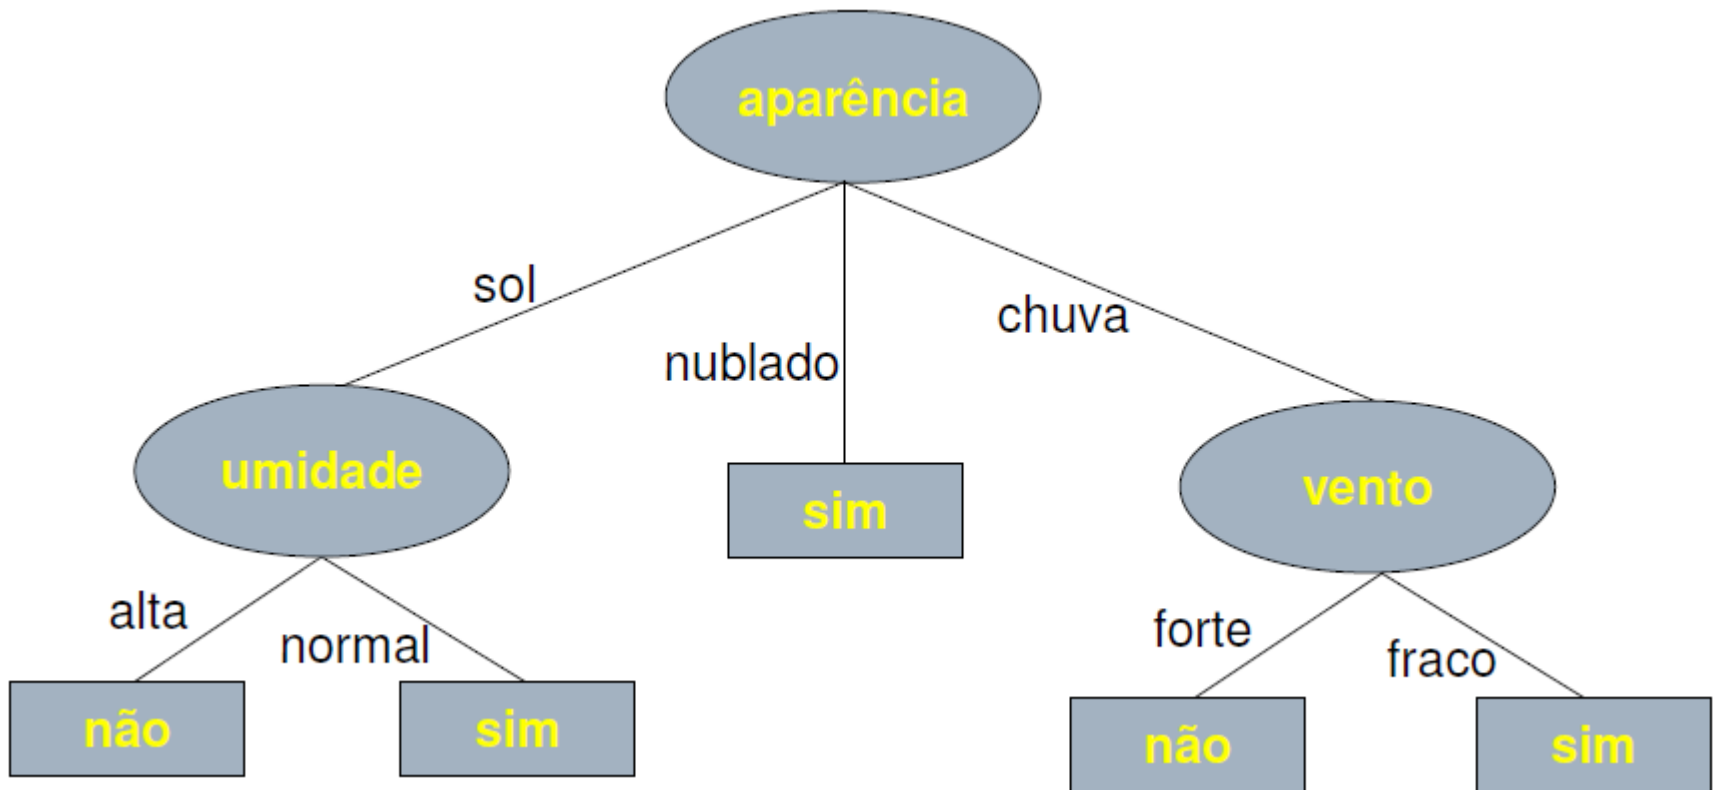 aparência
sol
nublado
chuva
umidade
sim
vento
alta
normal
forte
fraco
não
sim
não
sim